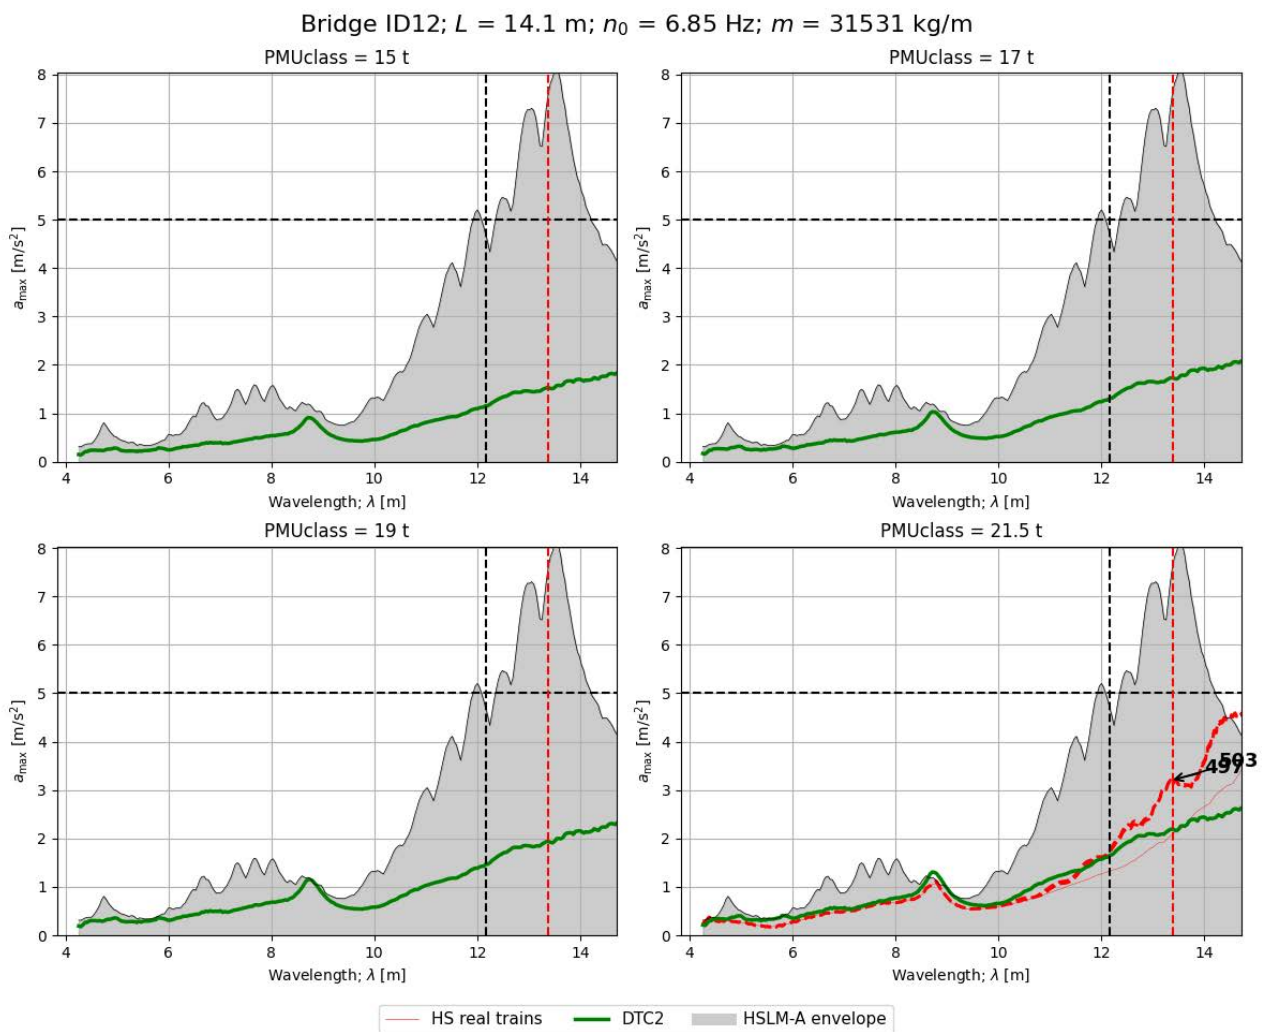 Bridge ID12; L = 14.1 m; n₀ = 6.85 Hz; m = 31531 kg/m
PMUclass = 15 t
8
7
6
5
4
3
2
1
0
a_max [m/s²]
4 6 8 10 12 14
Wavelength; λ [m]
PMUclass = 17 t
8
7
6
5
4
3
2
1
0
a_max [m/s²]
4 6 8 10 12 14
Wavelength; λ [m]
PMUclass = 19 t
8
7
6
5
4
3
2
1
0
a_max [m/s²]
4 6 8 10 12 14
Wavelength; λ [m]
PMUclass = 21.5 t
8
7
6
5
4
3
2
1
0
a_max [m/s²]
503
497
4 6 8 10 12 14
Wavelength; λ [m]
HS real trains DTC2 HSLM-A envelope